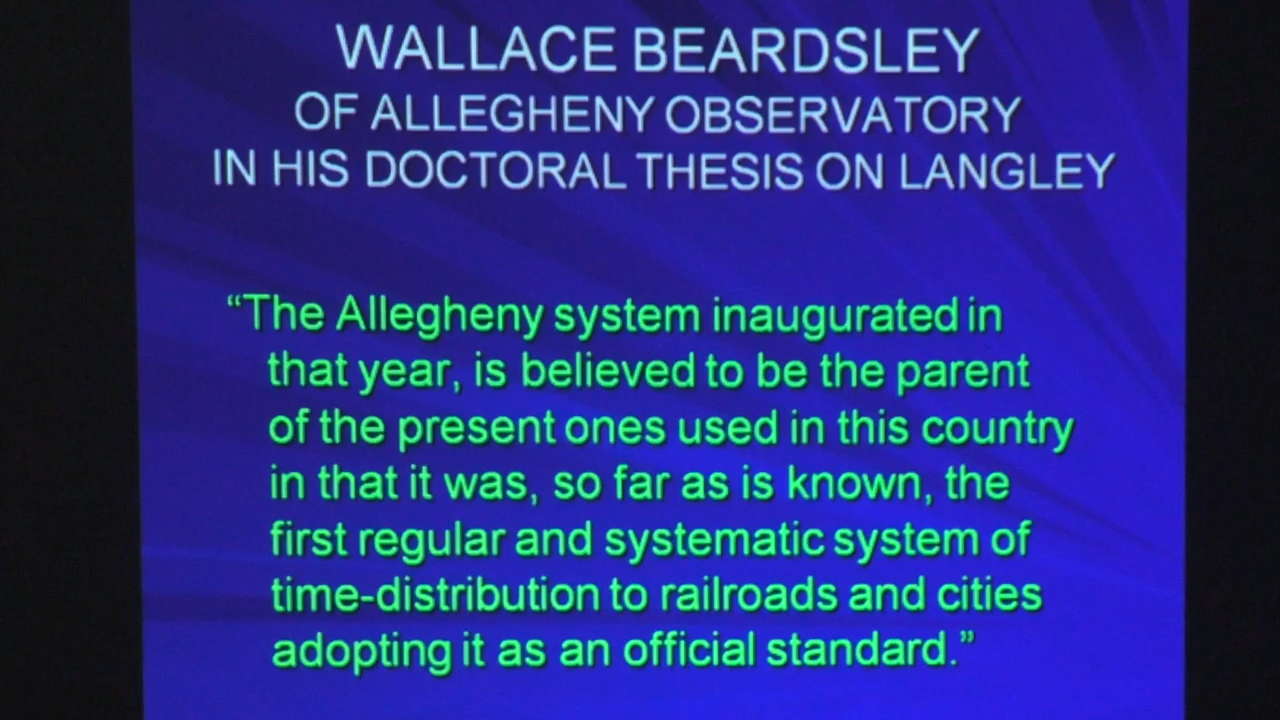 WALLACE BEARDSLEY
OF ALLEGHENY OBSERVATORY
IN HIS DOCTORAL THESIS ON LANGLEY
“The Allegheny system inaugurated in
that year, is believed to be the parent
of the present ones used in this country
in that it was, so far as is known, the
first regular and systematic system of
time-distribution to railroads and cities
adopting it as an official standard.”